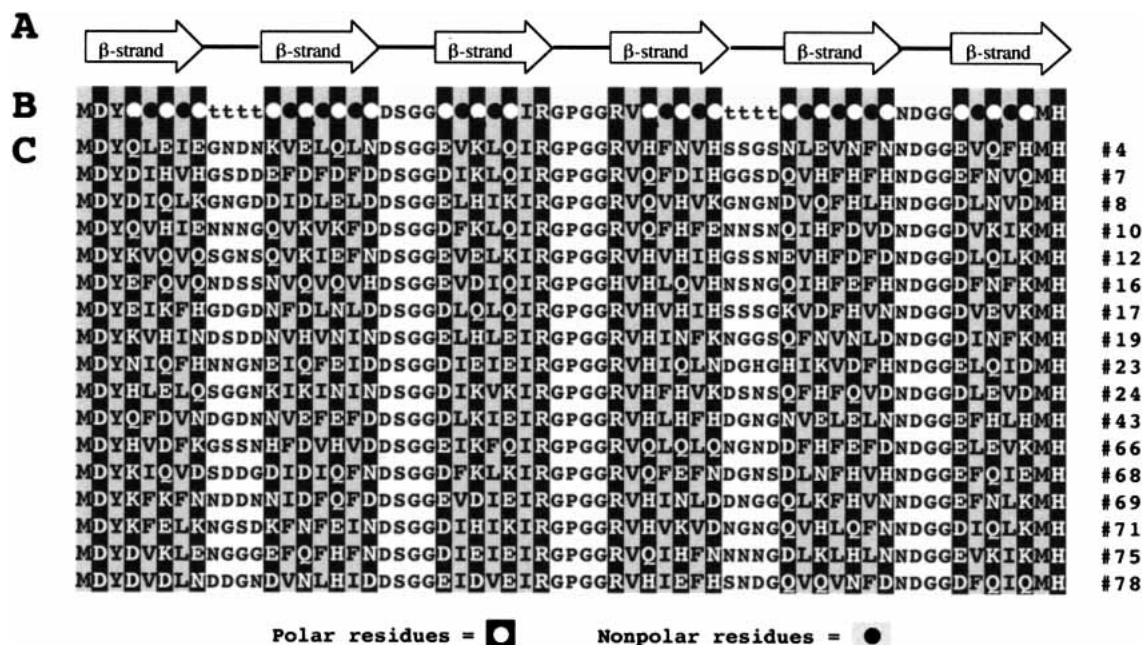 A
β-strand β-strand β-strand β-strand β-strand β-strand
B
MDY○●○●○tttt○●○●○●○DSGG○●○●○IRGPGGRV○●○●○tttt○●○●○●○NDGG○●○●○MH
C
MDYQLEIEGNDNKVELQLNDSGGEVKLQIRGPGGRVHFNVHSSGSNLEVNFNNDGGEVQFHMH #4
MDYDIHVHGSDDEFDFDFDDSGGDIKLQIRGPGGRVQFDIHGGSDQVHFHFHNDGGEFNVQMH #7
MDYDIQLKGNGDDIDLELDDSGGELHIKIRGPGGRVQVHVKGNGNDVQFHLHNDGGDLNVDMH #8
MDYQVHIENNNGQVKVKFDDSGGDFKLQIRGPGGRVQFHFENNSNQIHFDVDNDGGDVKIKMH #10
MDYKVQVQSGNSQVKIEFNDSGGEVELKIRGPGGRVHVHIHGSSNEVHFDFDNDGGDLQLKMH #12
MDYEFQVQNDSSNVQVQVHDSGGEVDIQIRGPGGHVHLQVHNSNGQIHFEFHNDGGDFNFKMH #16
MDYEIKFHGDGDNFDLNLDDSGGDLQLQIRGPGGRVHVHIHSSSGKVDFHVNNDGGDVEVKMH #17
MDYKVHINDSDDNVHVNINDSGGELHLEIRGPGGRVHINFKNGGSQFNVNLDNDGGDINFKMH #19
MDYNIQFHNNGNEIQFEIDDSGGEIEIEIRGPGGRVHIQLNDGHGHIKVDFHNDGGELQIDMH #23
MDYHLELQSGGNKIKININDSGGDIKVKIRGPGGRVHFHVKDSNSQFHFQVDNDGGDLEVDMH #24
MDYQFDVNDGGNNVEFEFDDSGGDLKIEIRGPGGRVHLHFHDGNGNVELELNNDGGEFHLHMH #43
MDYHVDFKGSSNHFDVHVDDSGGEIKFQIRGPGGRVQLQLQNGNDDFHFEFDNDGGELEVKMH #66
MDYKIQVDSDDGDIDIQFNDSGGDFKLKIRGPGGRVQFEFNDGNSDLNFHVHNDGGEFQIEMH #68
MDYKFKFNNDDNNIDFQFDDSGGEVDIEIRGPGGRVHINLDDNGGQLKFHVNNDGGEFNLKMH #69
MDYKFELKNGSDKFNFEINDSGGDIHIKIRGPGGRVHVKVDNGNGQVHLQFNNDGGDIQLKMH #71
MDYDVKLENGGGEFQFHFNDSGGDIEIEIRGPGGRVQIHFNNNNGDLKLHLNNDGGEVKIKMH #75
MDYDVDLNDDGNDVNLHIDDSGGEIDVEIRGPGGRVHIEFHSNDGQVQVNFDNDGGDFQIQMH #78
Polar residues = ○ Nonpolar residues = ●